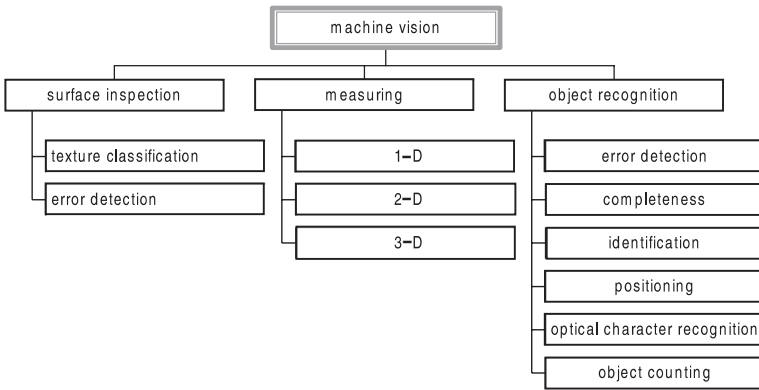 machine vision
surface inspection
measuring
object recognition
texture classification
error detection
1-D
2-D
3-D
error detection
completeness
identification
positioning
optical character recognition
object counting